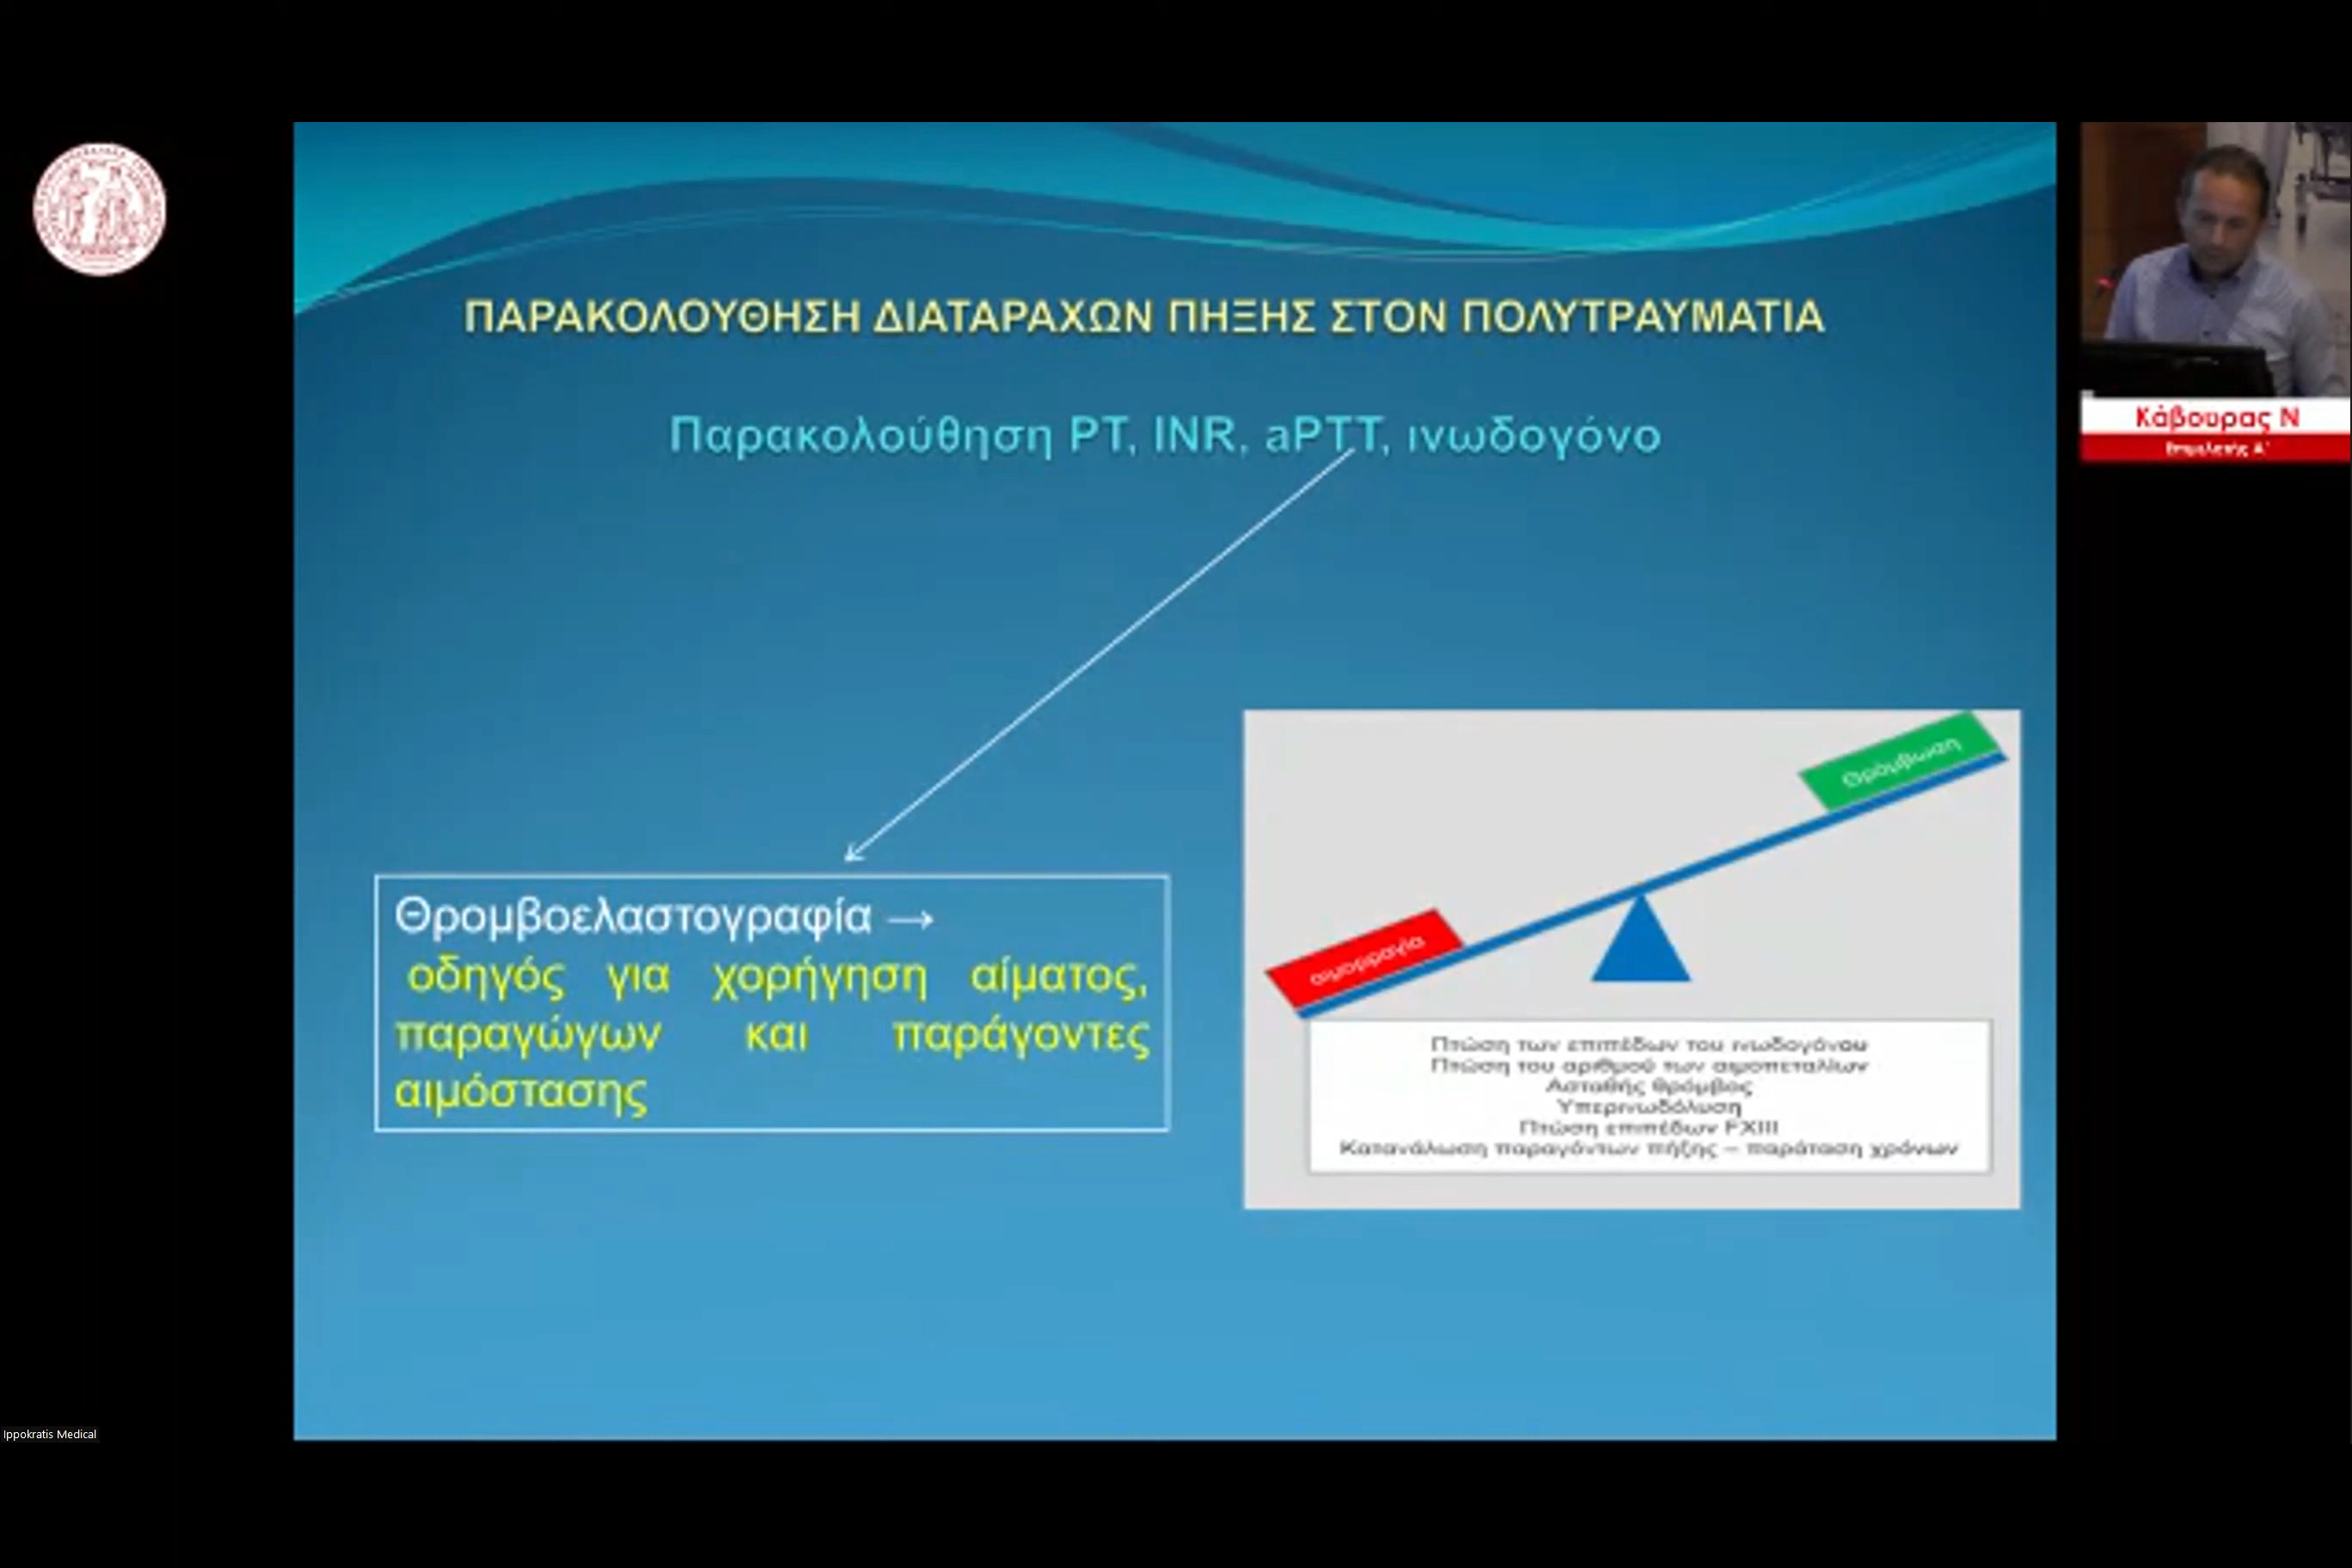 ΠΑΡΑΚΟΛΟΥΘΗΣΗ ΔΙΑΤΑΡΑΧΩΝ ΠΗΞΗΣ ΣΤΟΝ ΠΟΛΥΤΡΑΥΜΑΤΙΑ
Παρακολούθηση PT, INR, aPTT, ινωδογόνο
Κάβουρας Ν
Επιμελητής Α'
Θρομβοελαστογραφία →
οδηγός για χορήγηση αίματος,
παραγώγων και παράγοντες
αιμόστασης
Θρόμβωση
αιμορραγία
Πτώση των επιπέδων του ινωδογόνου
Πτώση του αριθμού των αιμοπεταλίων
Ασταθής θρόμβος
Υπερινωδόλυση
Πτώση επιπέδων FXIII
Κατανάλωση παραγόντων πήξης – παράταση χρόνων
Ippokratis Medical